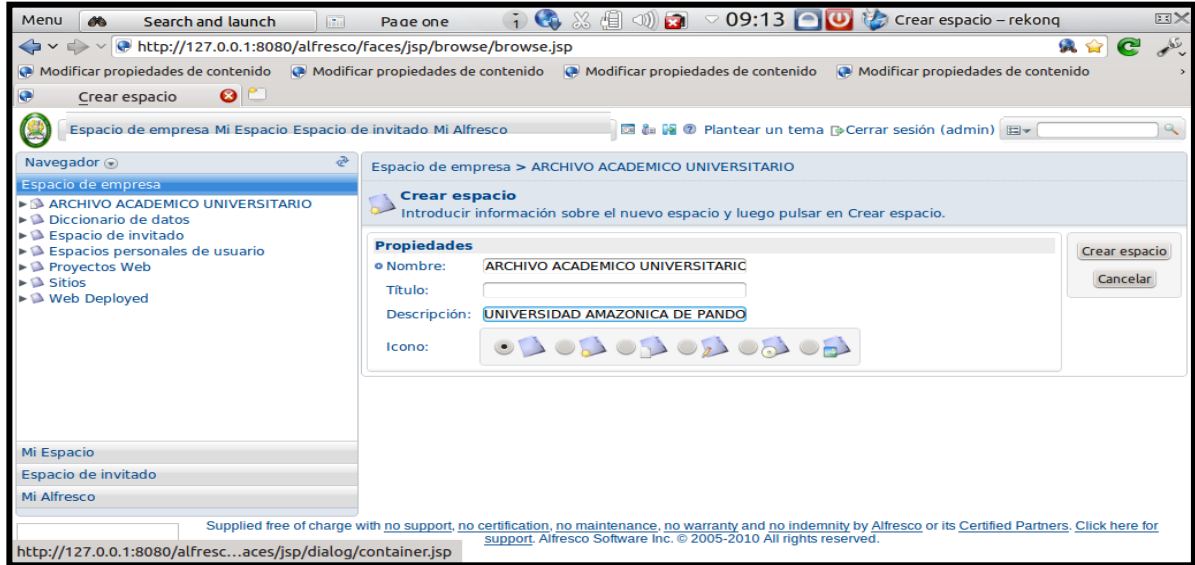 Menu Search and launch Page one i 09:13 Crear espacio – rekonq
http://127.0.0.1:8080/alfresco/faces/jsp/browse/browse.jsp
Modificar propiedades de contenido Modificar propiedades de contenido Modificar propiedades de contenido Modificar propiedades de contenido
Crear espacio
Espacio de empresa Mi Espacio Espacio de invitado Mi Alfresco Plantear un tema Cerrar sesión (admin)
Navegador
Espacio de empresa
ARCHIVO ACADEMICO UNIVERSITARIO
Diccionario de datos
Espacio de invitado
Espacios personales de usuario
Proyectos Web
Sitios
Web Deployed
Mi Espacio
Espacio de invitado
Mi Alfresco
Espacio de empresa > ARCHIVO ACADEMICO UNIVERSITARIO
Crear espacio
Introducir información sobre el nuevo espacio y luego pulsar en Crear espacio.
Propiedades
Nombre: ARCHIVO ACADEMICO UNIVERSITARIC
Título:
Descripción: UNIVERSIDAD AMAZONICA DE PANDO
Icono:
Crear espacio
Cancelar
Supplied free of charge with no support, no certification, no maintenance, no warranty and no indemnity by Alfresco or its Certified Partners. Click here for
support. Alfresco Software Inc. © 2005-2010 All rights reserved.
http://127.0.0.1:8080/alfresc...aces/jsp/dialog/container.jsp